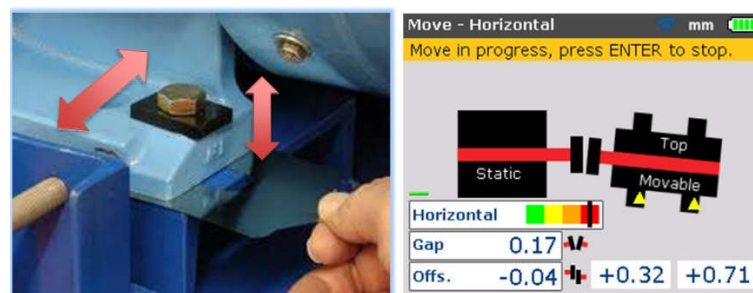 Move - Horizontal mm
Move in progress, press ENTER to stop.
Top
Static
Movable
Horizontal
Gap 0.17
Offs. -0.04 +0.32 +0.71